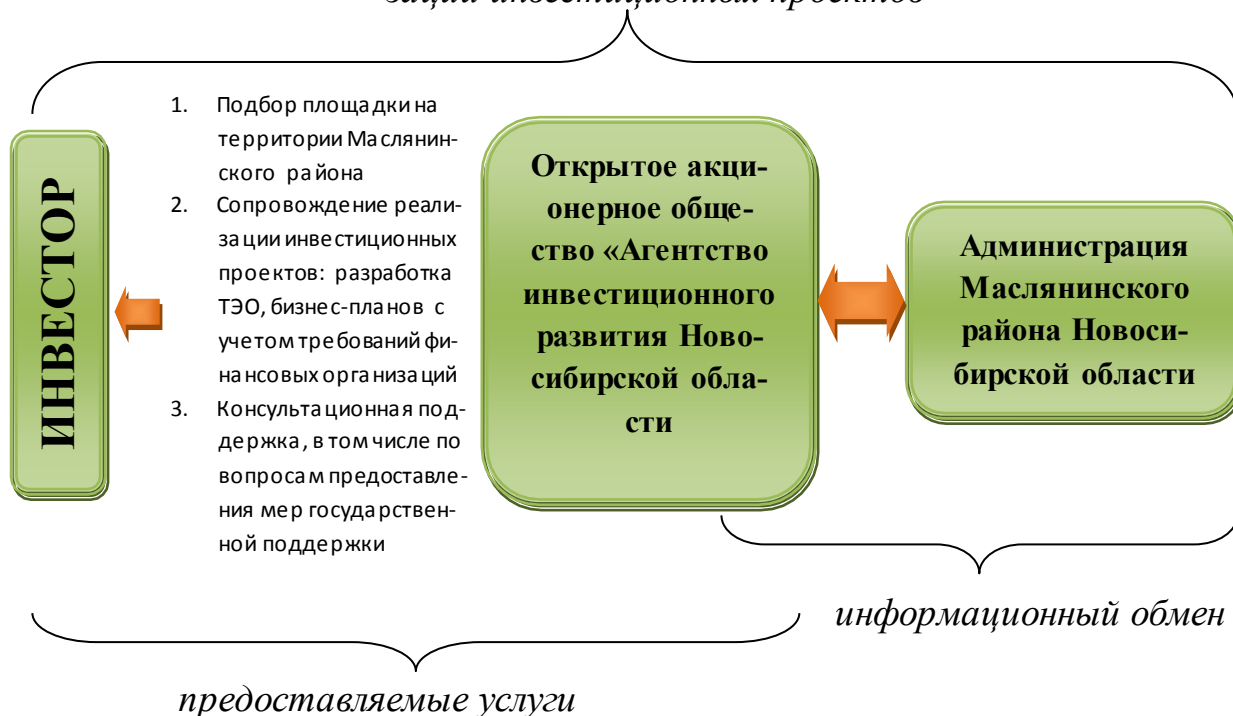 зации инвестиционных проектов
ИНВЕСТОР
1. Подбор площадки на
территории Маслянин-
ского района
2. Сопровождение реали-
зации инвестиционных
проектов: разработка
ТЭО, бизнес-планов с
учетом требований фи-
нансовых организаций
3. Консультационная под-
держка, в том числе по
вопросам предоставле-
ния мер государствен-
ной поддержки
Открытое акци-
онерное обще-
ство «Агентство
инвестиционного
развития Ново-
сибирской обла-
сти
Администрация
Маслянинского
района Новоси-
бирской области
информационный обмен
предоставляемые услуги